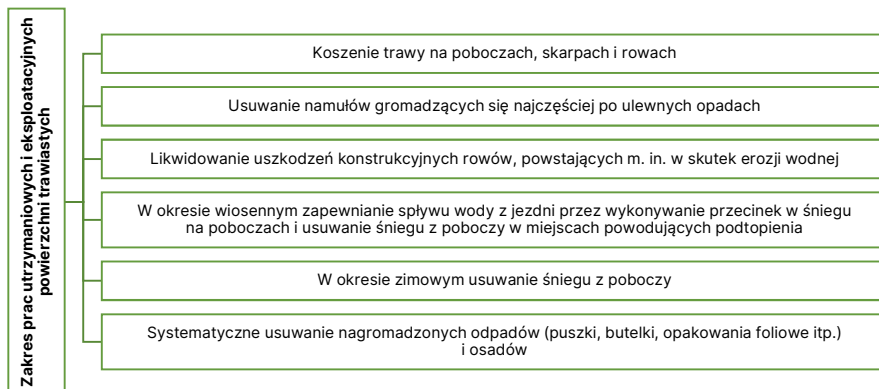 Zakres prac utrzymaniowych i eksploatacyjnych
powierzchni trawiastych
Koszenie trawy na poboczach, skarpach i rowach
Usuwanie namułów gromadzących się najczęściej po ulewnych opadach
Likwidowanie uszkodzeń konstrukcyjnych rowów, powstających m. in. w skutek erozji wodnej
W okresie wiosennym zapewnianie spływu wody z jezdni przez wykonywanie przecinek w śniegu
na poboczach i usuwanie śniegu z poboczy w miejscach powodujących podtopienia
W okresie zimowym usuwanie śniegu z poboczy
Systematyczne usuwanie nagromadzonych odpadów (puszki, butelki, opakowania foliowe itp.)
i osadów